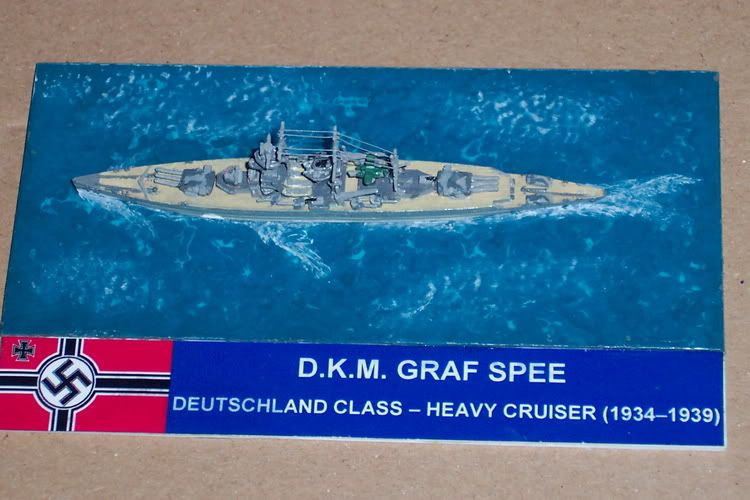 D.K.M. GRAF SPEE
DEUTSCHLAND CLASS – HEAVY CRUISER (1934–1939)